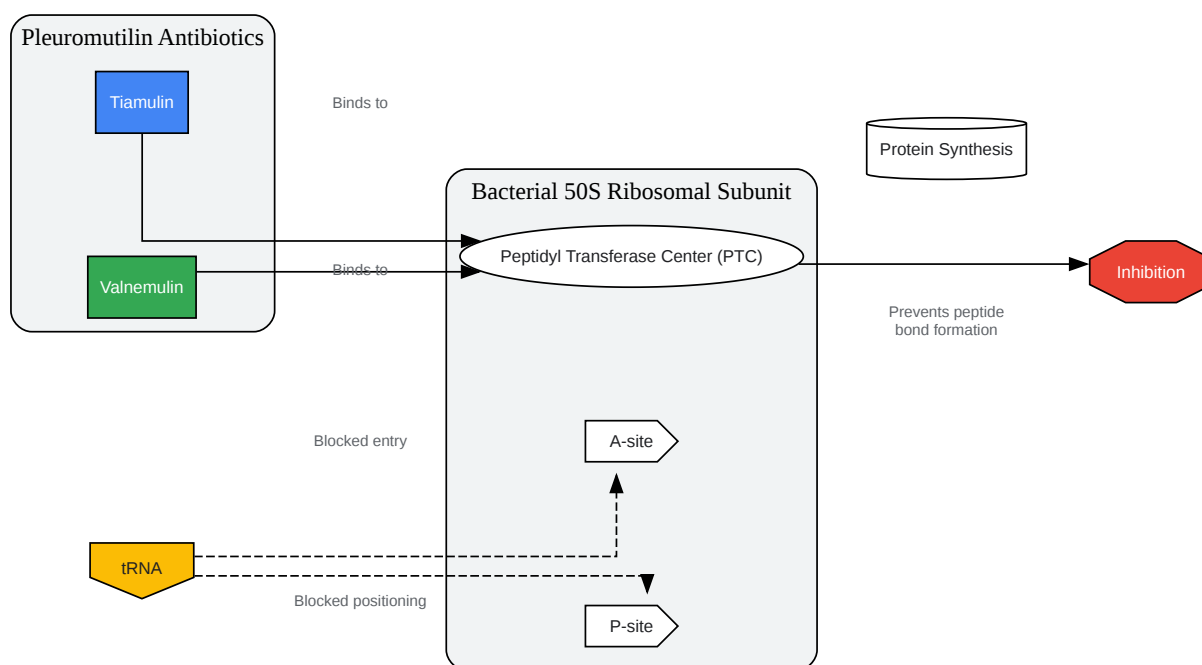 Pleuromutilin Antibiotics
Tiamulin
Binds to
Protein Synthesis
Bacterial 50S Ribosomal Subunit
Peptidyl Transferase Center (PTC)
Valnemulin
Binds to
Inhibition
Prevents peptide
bond formation
Blocked entry
A-site
tRNA
Blocked positioning
P-site